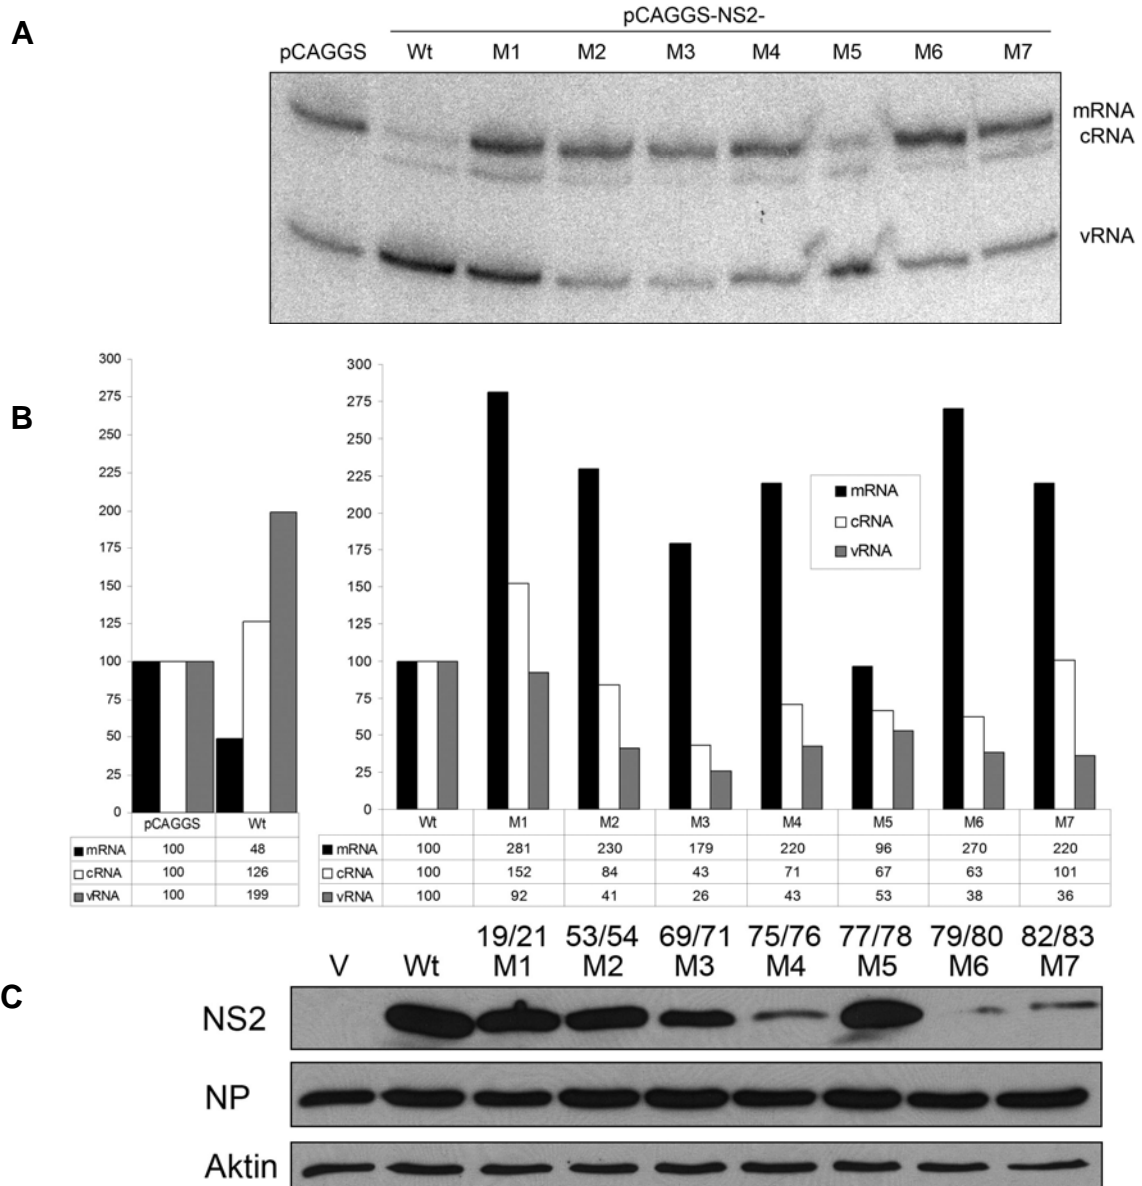 A
pCAGGS-NS2-
pCAGGS Wt M1 M2 M3 M4 M5 M6 M7
mRNA
cRNA
vRNA
B
300
275
250
225
200
175
150
125
100
75
50
25
0
pCAGGS Wt
mRNA 100 48
cRNA 100 126
vRNA 100 199
300
275
250
225
200
175
150
125
100
75
50
25
0
mRNA
cRNA
vRNA
Wt M1 M2 M3 M4 M5 M6 M7
mRNA 100 281 230 179 220 96 270 220
cRNA 100 152 84 43 71 67 63 101
vRNA 100 92 41 26 43 53 38 36
C
19/21 53/54 69/71 75/76 77/78 79/80 82/83
V Wt M1 M2 M3 M4 M5 M6 M7
NS2
NP
Aktin